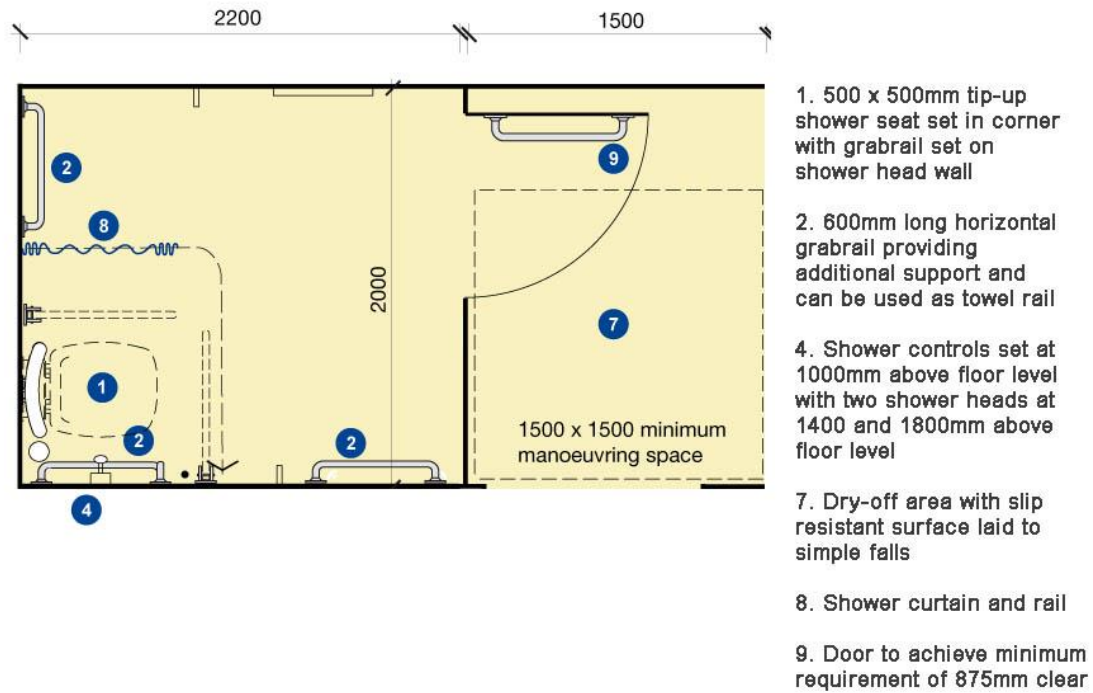 2200
1500
1. 500 x 500mm tip-up
shower seat set in corner
with grabrail set on
shower head wall
2. 600mm long horizontal
grabrail providing
additional support and
can be used as towel rail
4. Shower controls set at
1000mm above floor level
with two shower heads at
1400 and 1800mm above
floor level
7. Dry-off area with slip
resistant surface laid to
simple falls
8. Shower curtain and rail
9. Door to achieve minimum
requirement of 875mm clear
2
9
8
2000
7
1
2
2
1500 x 1500 minimum
manoeuvring space
4